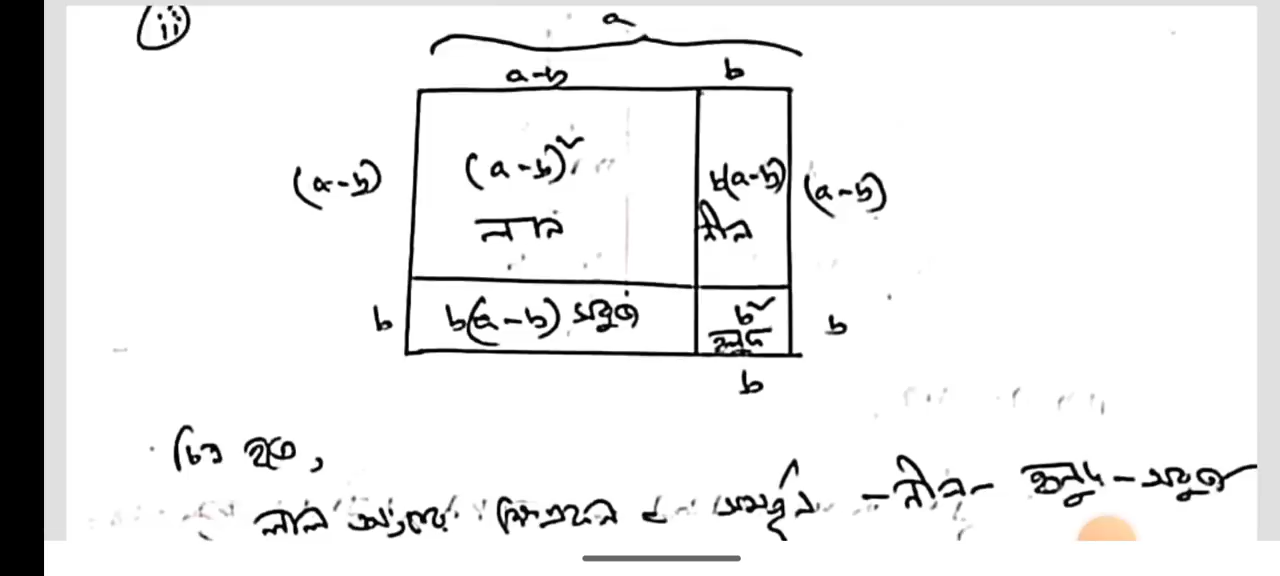 ii
a
a-b b
(a-b) (a-b)² b(a-b) (a-b)
লাল নীল
b b(a-b) সবুজ b² b
হলুদ
b
চিত্র হতে,
লাল অংশের ক্ষেত্রফল = সম্পূর্ণ - নীল - হলুদ - সবুজ